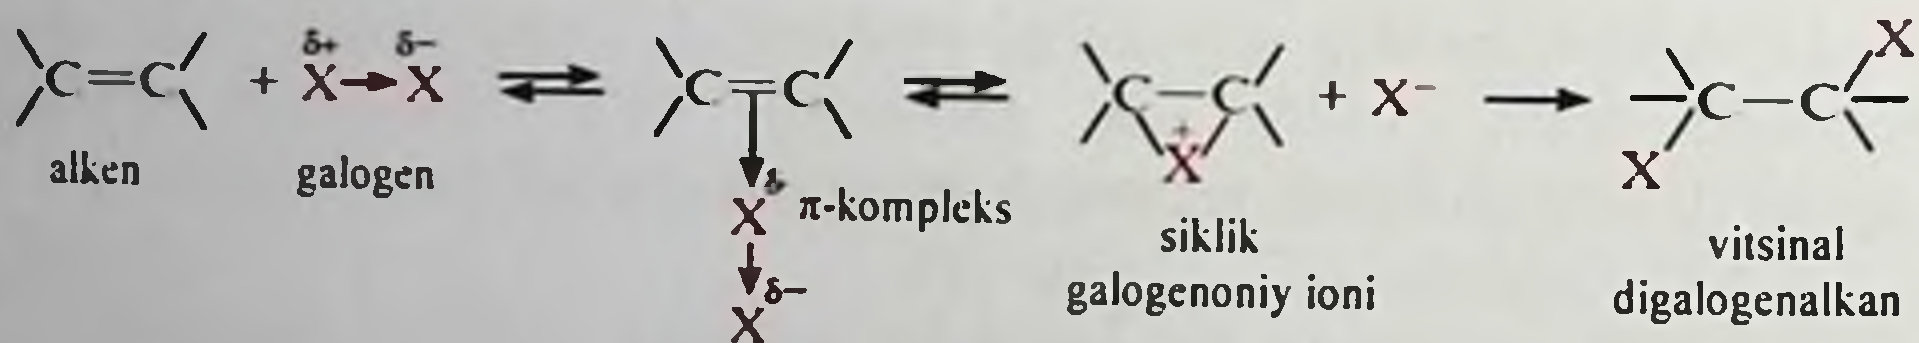 δ+ δ−
C=C + X→X ⇌ C=C ⇌ C—C + X⁻ → C—C X
alken galogen X π-kompleks X⁺ X
X δ− siklik vitsinal
galogenoniy ioni digalogenalkan